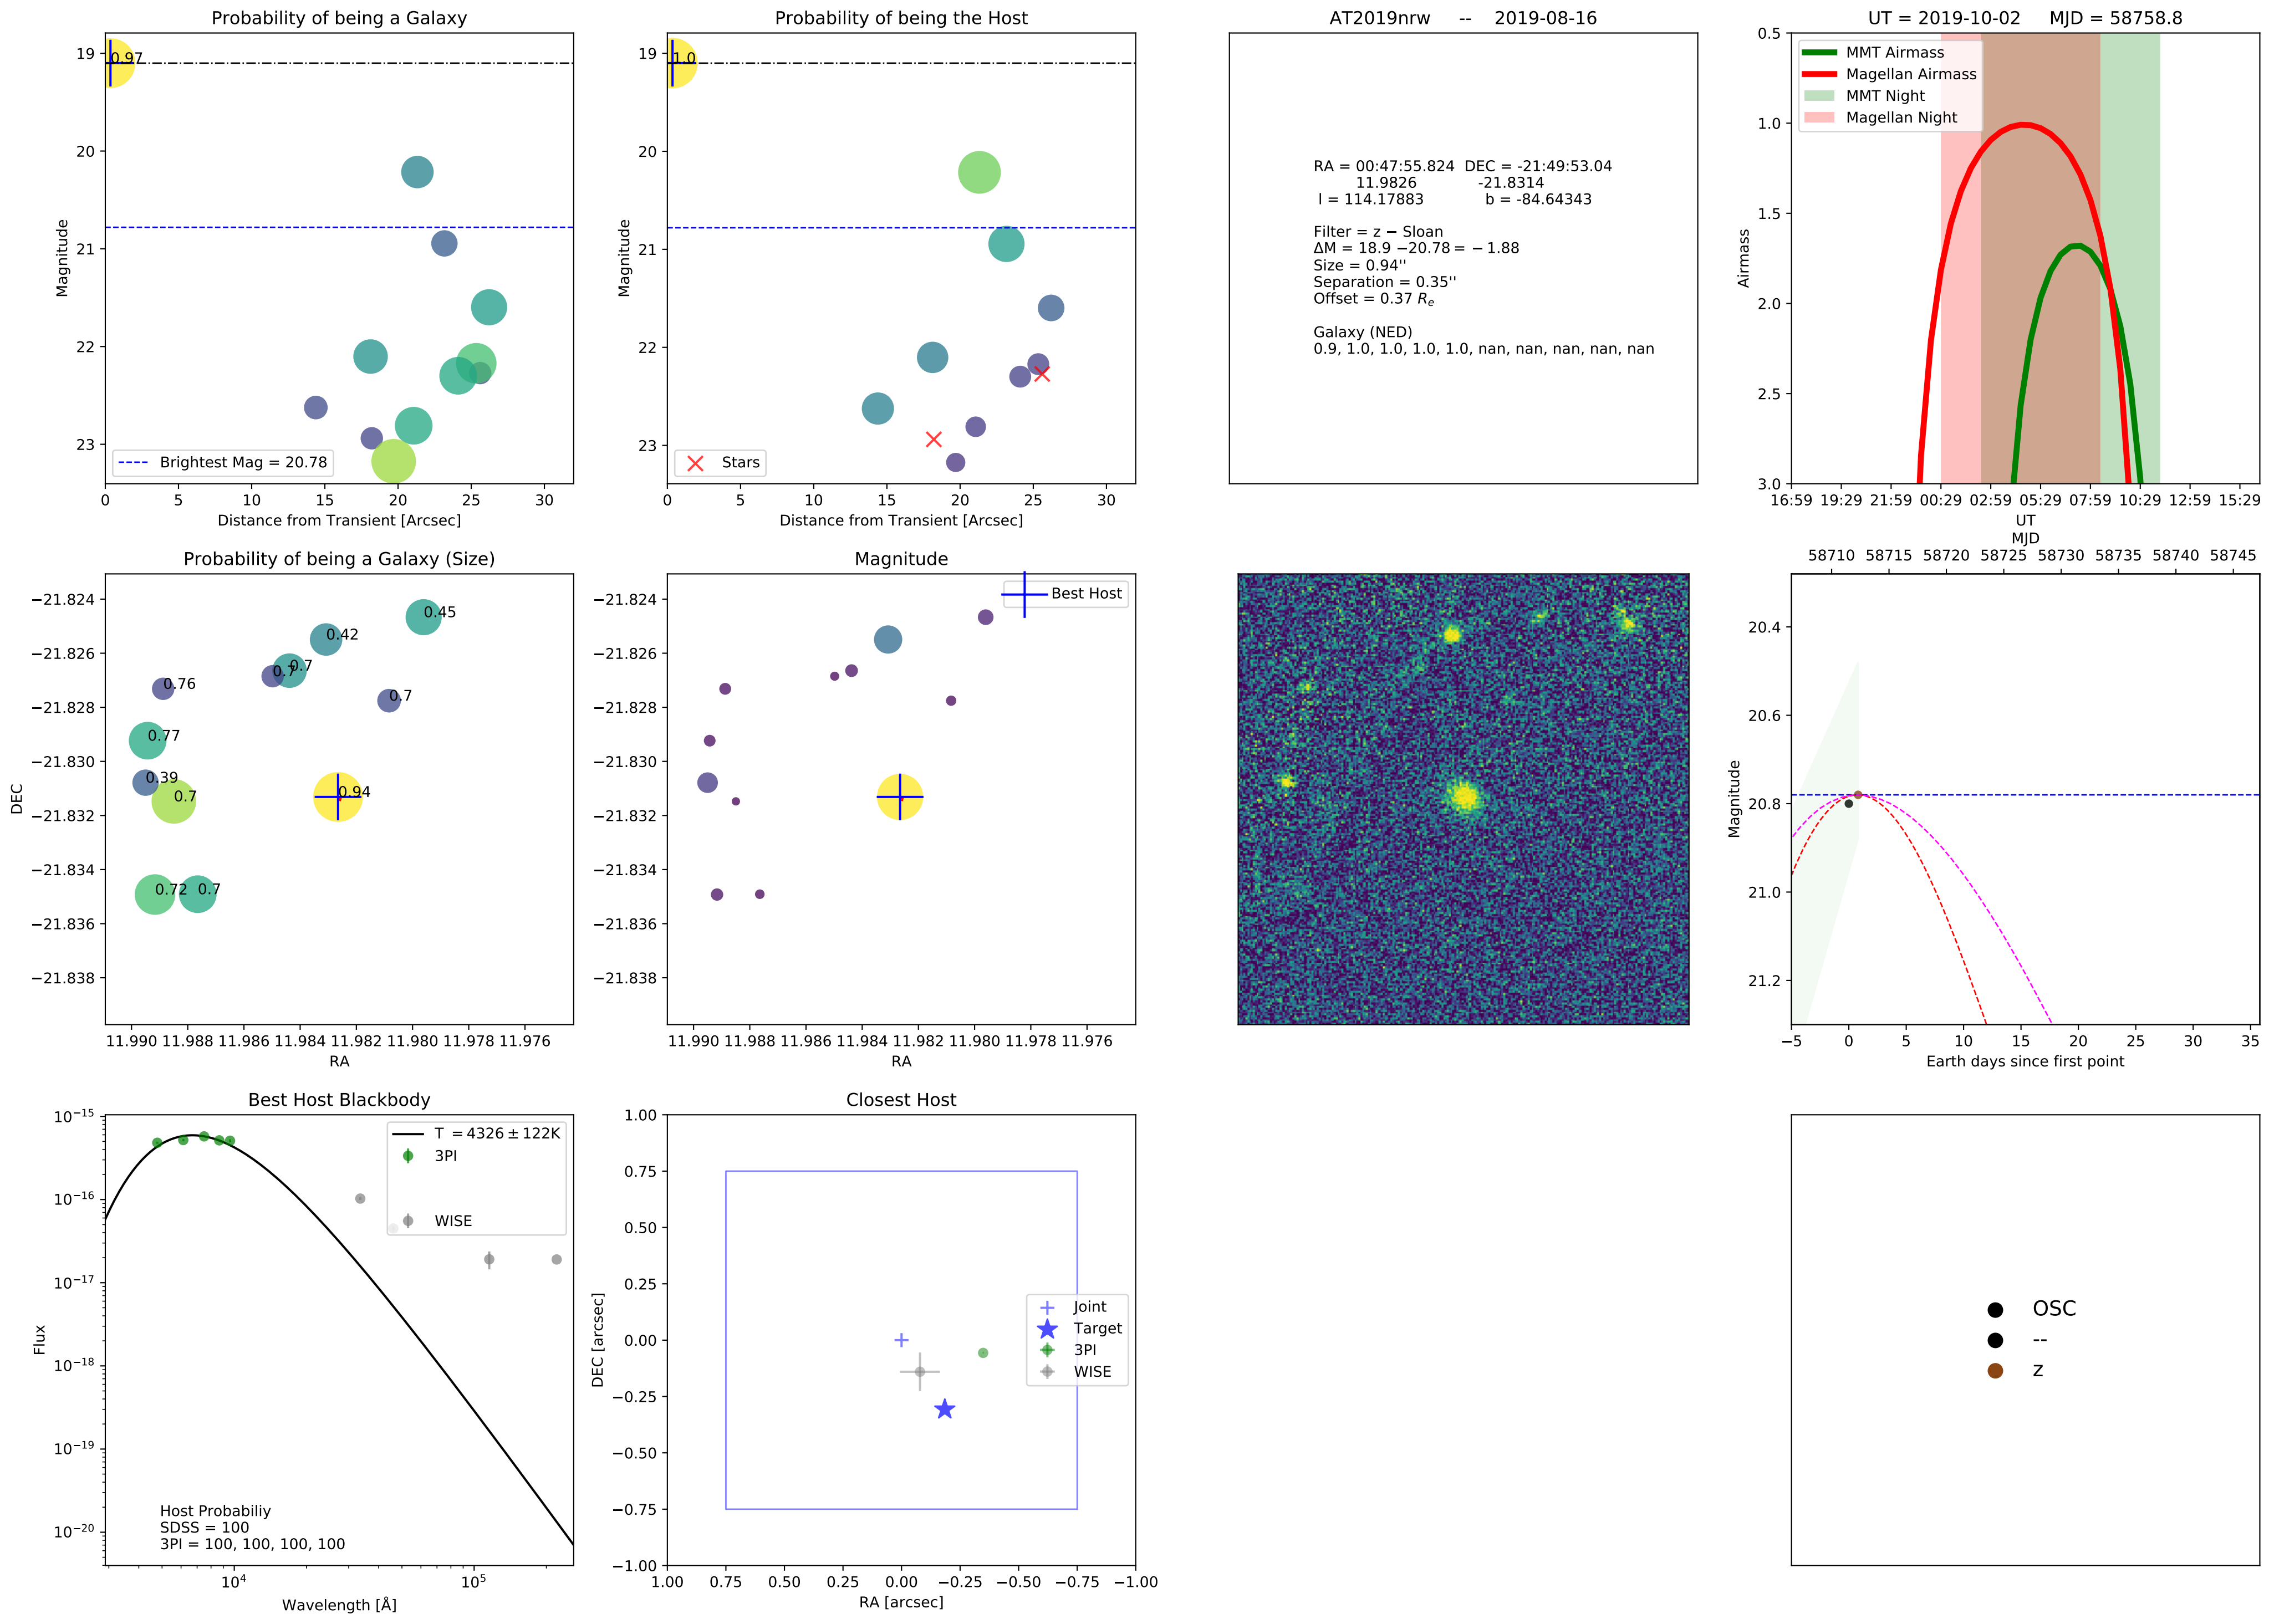 Probability of being a Galaxy
19
20
21
22
23
Magnitude
0.97
Brightest Mag = 20.78
0 5 10 15 20 25 30
Distance from Transient [Arcsec]
Probability of being the Host
19
20
21
22
23
Magnitude
1.0
Stars
0 5 10 15 20 25 30
Distance from Transient [Arcsec]
AT2019nrw -- 2019-08-16
RA = 00:47:55.824 DEC = -21:49:53.04
11.9826 -21.8314
l = 114.17883 b = -84.64343
Filter = z − Sloan
ΔM = 18.9 −20.78 = − 1.88
Size = 0.94''
Separation = 0.35''
Offset = 0.37 Re
Galaxy (NED)
0.9, 1.0, 1.0, 1.0, 1.0, nan, nan, nan, nan, nan
UT = 2019-10-02 MJD = 58758.8
0.5
1.0
1.5
2.0
2.5
3.0
Airmass
MMT Airmass
Magellan Airmass
MMT Night
Magellan Night
16:59 19:29 21:59 00:29 02:59 05:29 07:59 10:29 12:59 15:29
UT
Probability of being a Galaxy (Size)
−21.824
−21.826
−21.828
−21.830
−21.832
−21.834
−21.836
−21.838
DEC
0.45
0.42
0.7
0.7
0.76
0.7
0.77
0.39
0.7
0.94
0.72
0.7
11.990 11.988 11.986 11.984 11.982 11.980 11.978 11.976
RA
Magnitude
−21.824
−21.826
−21.828
−21.830
−21.832
−21.834
−21.836
−21.838
Best Host
11.990 11.988 11.986 11.984 11.982 11.980 11.978 11.976
RA
MJD
58710 58715 58720 58725 58730 58735 58740 58745
20.4
20.6
20.8
21.0
21.2
Magnitude
−5 0 5 10 15 20 25 30 35
Earth days since first point
Best Host Blackbody
10−15
10−16
10−17
10−18
10−19
10−20
Flux
T = 4326 ± 122K
3PI
WISE
Host Probabiliy
SDSS = 100
3PI = 100, 100, 100, 100
104 105
Wavelength [Å]
Closest Host
1.00
0.75
0.50
0.25
0.00
−0.25
−0.50
−0.75
−1.00
DEC [arcsec]
Joint
Target
3PI
WISE
1.00 0.75 0.50 0.25 0.00 −0.25 −0.50 −0.75 −1.00
RA [arcsec]
OSC
--
z